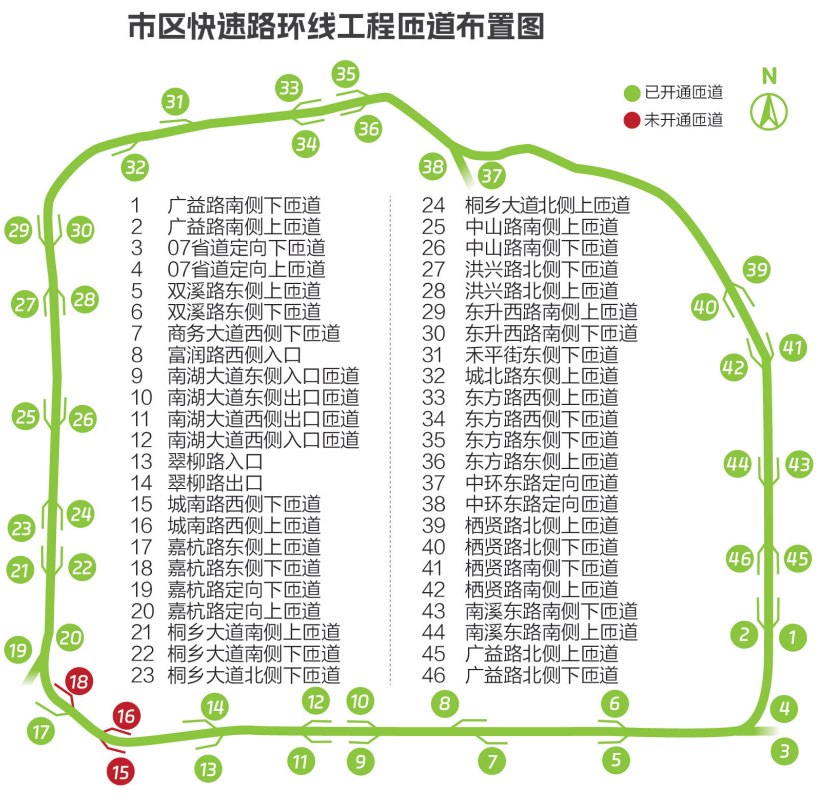 市区快速路环线工程匝道布置图
N
已开通匝道
未开通匝道
35
33
31
36
34
32
38
37
29
30
39
27
28
40
41
42
25
26
44
43
24
23
46
45
21
22
2
1
20
19
18
17
16
15
14
13
12
11
10
9
8
7
6
5
4
3
1 广益路南侧下匝道
2 广益路南侧上匝道
3 07省道定向下匝道
4 07省道定向上匝道
5 双溪路东侧上匝道
6 双溪路东侧下匝道
7 商务大道西侧下匝道
8 富润路西侧入口
9 南湖大道东侧入口匝道
10 南湖大道东侧出口匝道
11 南湖大道西侧出口匝道
12 南湖大道西侧入口匝道
13 翠柳路入口
14 翠柳路出口
15 城南路西侧下匝道
16 城南路西侧上匝道
17 嘉杭路东侧上匝道
18 嘉杭路东侧下匝道
19 嘉杭路定向下匝道
20 嘉杭路定向上匝道
21 桐乡大道南侧上匝道
22 桐乡大道南侧下匝道
23 桐乡大道北侧下匝道
24 桐乡大道北侧上匝道
25 中山路南侧上匝道
26 中山路南侧下匝道
27 洪兴路北侧下匝道
28 洪兴路北侧上匝道
29 东升西路南侧上匝道
30 东升西路南侧下匝道
31 禾平街东侧下匝道
32 城北路东侧上匝道
33 东方路西侧上匝道
34 东方路西侧下匝道
35 东方路东侧下匝道
36 东方路东侧上匝道
37 中环东路定向匝道
38 中环东路定向匝道
39 栖贤路北侧上匝道
40 栖贤路北侧下匝道
41 栖贤路南侧下匝道
42 栖贤路南侧上匝道
43 南溪东路南侧下匝道
44 南溪东路南侧上匝道
45 广益路北侧上匝道
46 广益路北侧下匝道